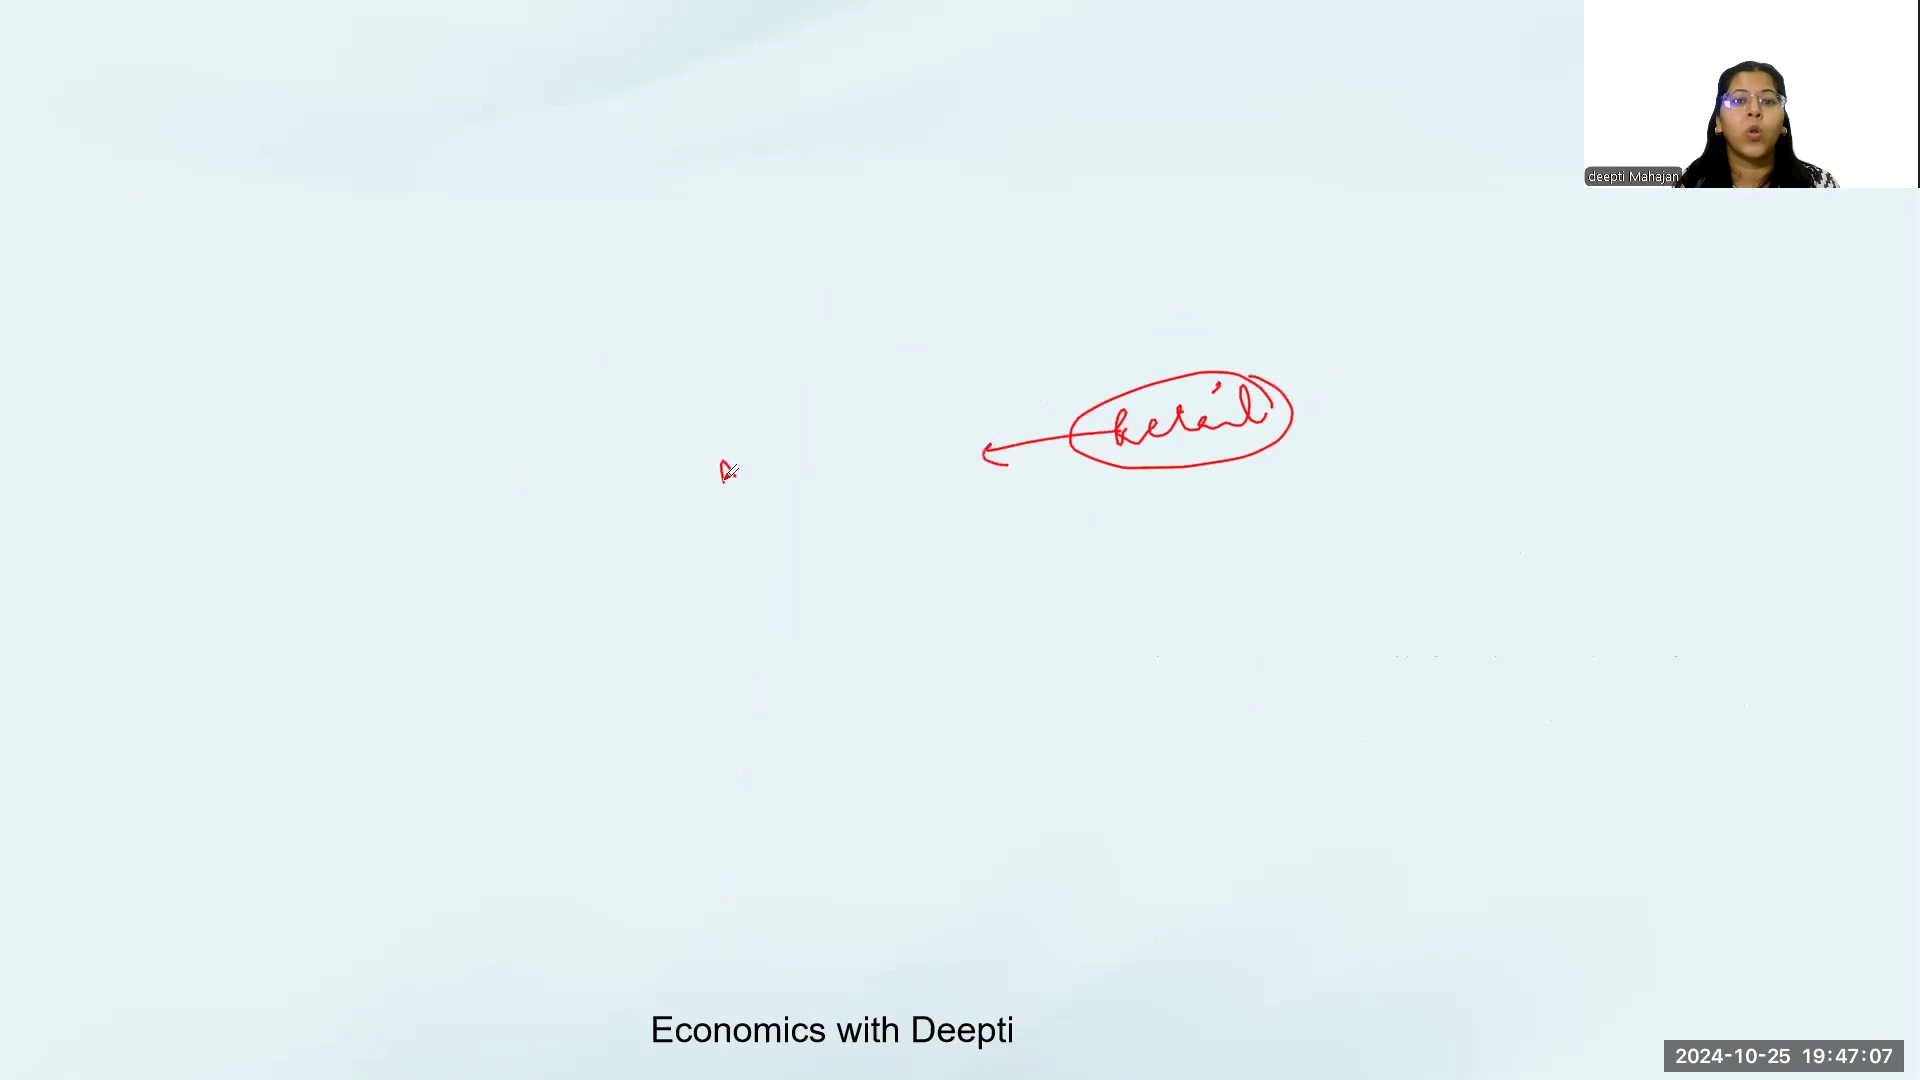 deepti Mahajan
Retail
Economics with Deepti
2024-10-25 19:47:07